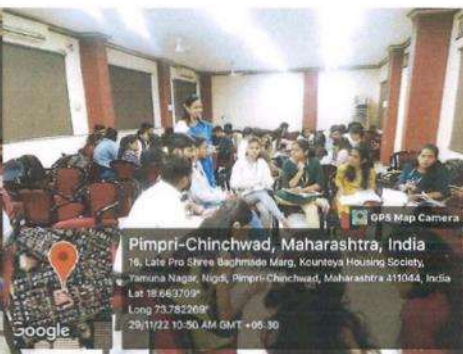 GPS Map Camera
Pimpri-Chinchwad, Maharashtra, India
16, Late Pro Shree Baghmade Marg, Kounteya Housing Society,
Yamuna Nagar, Nigdi, Pimpri-Chinchwad, Maharashtra 411044, India
Lat 18.663709°
Long 73.782269°
29/11/22 10:50 AM GMT +05:30
Google